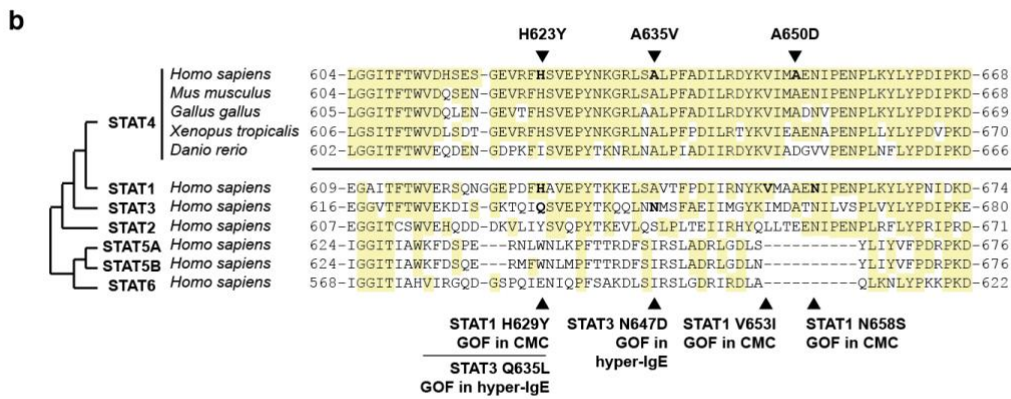 b
H623Y A635V A650D
Homo sapiens 604-LGGITFTWVDHSES-GEVRFHSVEPYNKGRLSALPFADILRDYKVIMAENIPENPLKYLYPDIPKD-668
Mus musculus 604-LGGITFTWVDQSEN-GEVRFHSVEPYNKGRLSALPFADILRDYKVIMAENIPENPLKYLYPDIPKD-668
Gallus gallus 605-LGGITFTWVDQLEN-GEVTFHSVEPYNKGRLAALPFADILRDYKVIMADNVPENPLKYLYPDIPKD-669
STAT4
Xenopus tropicalis 606-LGSITFTWVDLSDT-GEVRFHSVEPYNKGRLNALPFPDILRTYKVIEAENAPENPLLYLYPDVPKD-670
Danio rerio 602-LGGITFTWVEQDEN-GDPKFISVEPYTKNRLNALPIADIIRDYKVIADGVVPENPLNFLYPDIPKD-666
STAT1 Homo sapiens 609-EGAITFTWVERSQNGGEPDFHAVEPYTKKELSAVTFPDIIRNYKVMAAENIPENPLKYLYPNIDKD-674
STAT3 Homo sapiens 616-EGGVTFTWVEKDIS-GKTQIQSVEPYTKQQLNNMSFAEIIMGYKIMDATNILVSPLVYLYPDIPKE-680
STAT2 Homo sapiens 607-EGGITCSWVEHQDD-DKVLIYSVQPYTKEVLQSLPLTEIIRHYQLLTEENIPENPLRFLYPDIPRD-671
STAT5A Homo sapiens 624-IGGITIAWKFDSPE---RNLWNLKPFTTRDFSIRSLADRLGDLS----------YLIYVFPDRPKD-676
STAT5B Homo sapiens 624-IGGITIAWKFDSQE---RMFWNLMPFTTRDFSIRSLADRLGDLN----------YLIYVFPDRPKD-676
STAT6 Homo sapiens 568-IGGITIAHVIRGQD-GSPQIENIQPFSAKDLSIRSLGDRIRDLA----------QLKNLYPKKPKD-622
STAT1 H629Y STAT3 N647D STAT1 V653I STAT1 N658S
GOF in CMC GOF in GOF in CMC GOF in CMC
hyper-IgE
STAT3 Q635L
GOF in hyper-IgE